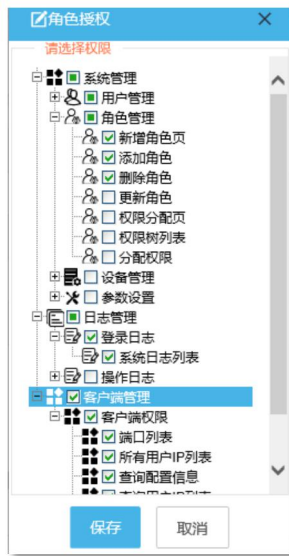 角色授权
请选择权限
系统管理
用户管理
角色管理
新增角色页
添加角色
删除角色
更新角色
权限分配页
权限树列表
分配权限
设备管理
参数设置
日志管理
登录日志
系统日志列表
操作日志
客户端管理
客户端权限
端口列表
所有用户IP列表
查询配置信息
保存
取消